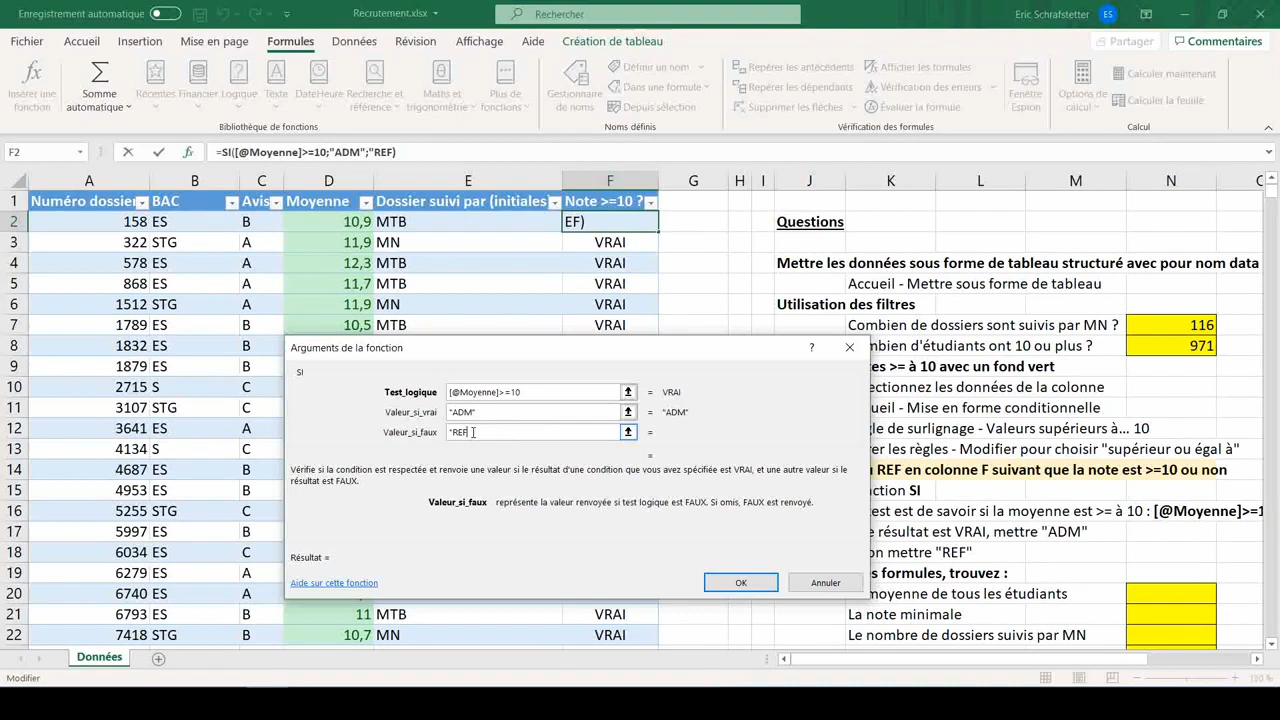 Enregistrement automatique
Recrutement.xlsx
Rechercher
Eric Schrafstetter
ES
Fichier Accueil Insertion Mise en page Formules Données Révision Affichage Aide Création de tableau
Partager Commentaires
Insérer une fonction
Somme automatique
Récentes
Financier
Logique
Texte
DateHeure
Recherche et référence
Maths et trigonométrie
Plus de fonctions
Bibliothèque de fonctions
Gestionnaire de noms
Définir un nom
Dans une formule
Depuis sélection
Noms définis
Repérer les antécédents
Repérer les dépendants
Supprimer les flèches
Afficher les formules
Vérification des erreurs
Évaluation de formule
Fenêtre Espion
Vérification des formules
Options de calcul
Calculer maintenant
Calculer la feuille
Calcul
F2
fx
=SI([@Moyenne]>=10;"ADM";"REF)
A B C D E F G H I J K L M N
1 Numéro dossier BAC Avis Moyenne Dossier suivi par (initiales) Note >=10 ?
2 158 ES B 10,9 MTB EF) Questions
3 322 STG A 11,9 MN VRAI
4 578 ES A 12,3 MN VRAI Mettre les données sous forme de tableau structuré avec pour nom data
5 868 ES A 11,7 MTB VRAI Accueil - Mettre sous forme de tableau
6 1512 STG A 11,9 MN VRAI Utilisation des filtres
7 1789 ES B 10,5 MTB VRAI Combien de dossiers sont suivis par MN ? 116
8 1832 ES B mbien d'étudiants ont 10 ou plus ? 971
9 1879 ES B tes >= à 10 avec un fond vert
10 2715 S C ectionnez les données de la colonne
11 3107 STG C ueil - Mise en forme conditionnelle
12 3641 ES A gle de surlignage - Valeurs supérieures à... 10
13 4134 S C rer les règles - Modifier pour choisir "supérieur ou égal à"
14 4687 ES B u REF en colonne F suivant que la note est >=10 ou non
15 4953 ES B nction SI
16 5255 STG C test est de savoir si la moyenne est >= à 10 : [@Moyenne]>=1
17 5997 ES B e résultat est VRAI, mettre "ADM"
18 6034 ES C on mettre "REF"
19 6279 ES A es formules, trouvez :
20 6740 ES A moyenne de tous les étudiants
21 6793 ES B 11 MTB VRAI La note minimale
22 7418 STG B 10,7 MN VRAI Le nombre de dossiers suivis par MN
Arguments de la fonction
?
SI
Test_logique [@Moyenne]>=10 = VRAI
Valeur_si_vrai "ADM" = "ADM"
Valeur_si_faux "REF =
=
Vérifie si la condition est respectée et renvoie une valeur si le résultat d'une condition que vous avez spécifiée est VRAI, et une autre valeur si le
résultat est FAUX.
Valeur_si_faux représente la valeur renvoyée si test logique est FAUX. Si omis, FAUX est renvoyé.
Résultat =
Aide sur cette fonction
OK Annuler
Données
Modifier